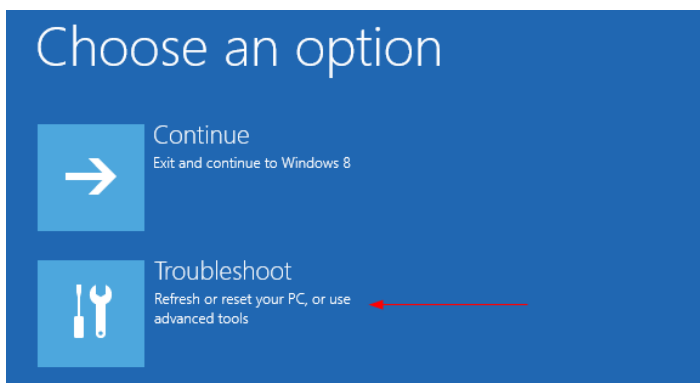 Choose an option
Continue
Exit and continue to Windows 8
Troubleshoot
Refresh or reset your PC, or use
advanced tools